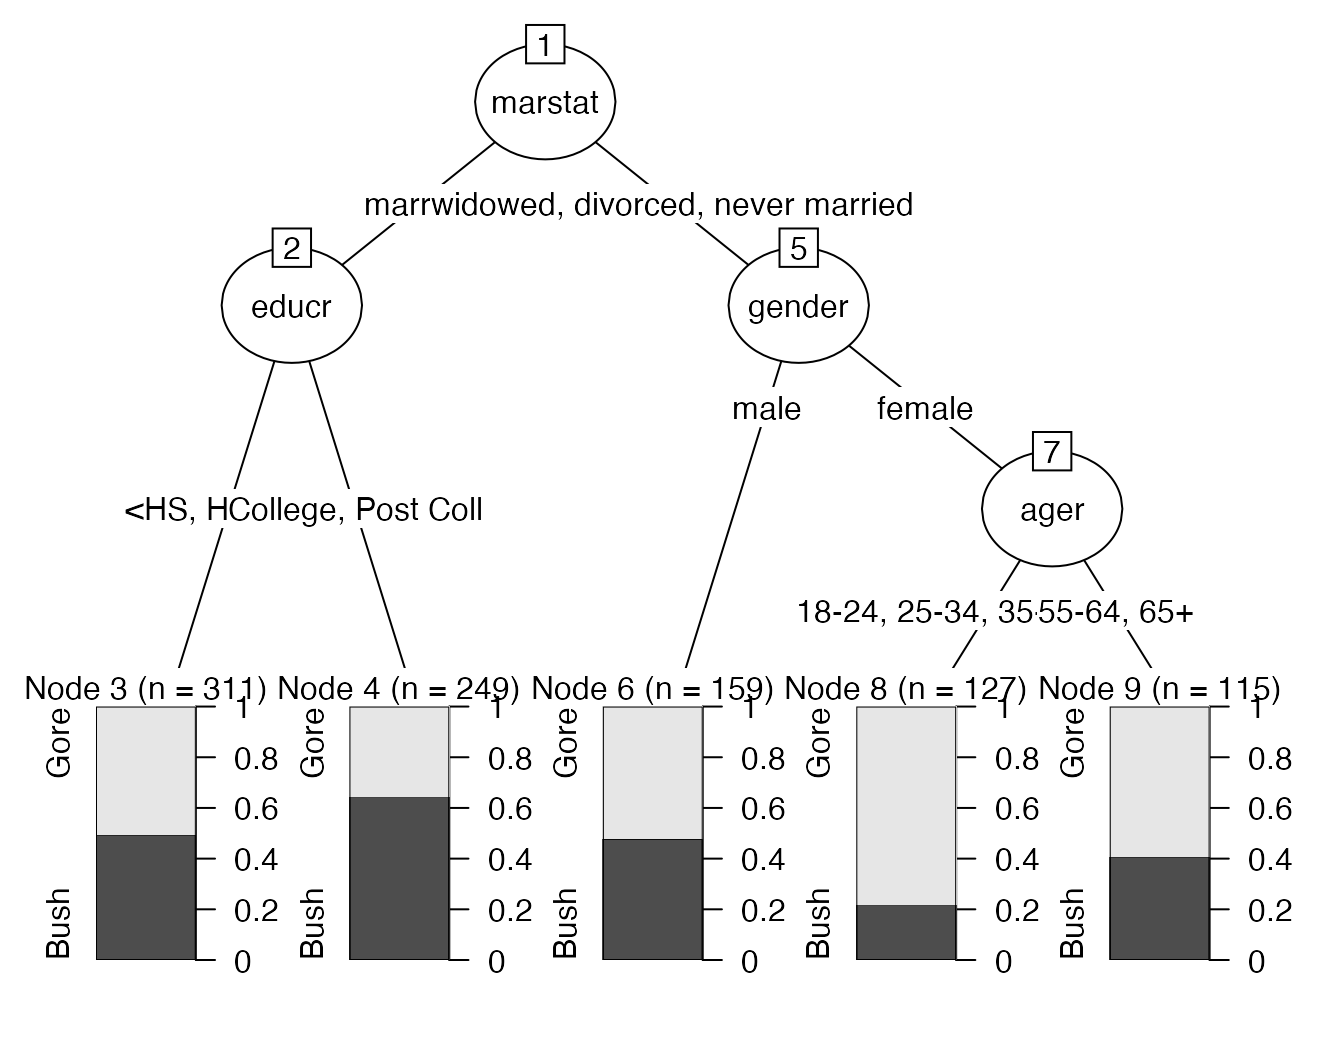 1
marstat
marrwidowed, divorced, never married
2
5
educr
gender
male
female
7
<HS, HCollege, Post Coll
ager
18-24, 25-34, 3555-64, 65+
Node 3 (n = 311) Node 4 (n = 249) Node 6 (n = 159) Node 8 (n = 127) Node 9 (n = 115)
Gore
Bush
1
0.8
0.6
0.4
0.2
0
Gore
Bush
1
0.8
0.6
0.4
0.2
0
Gore
Bush
1
0.8
0.6
0.4
0.2
0
Gore
Bush
1
0.8
0.6
0.4
0.2
0
Gore
Bush
1
0.8
0.6
0.4
0.2
0